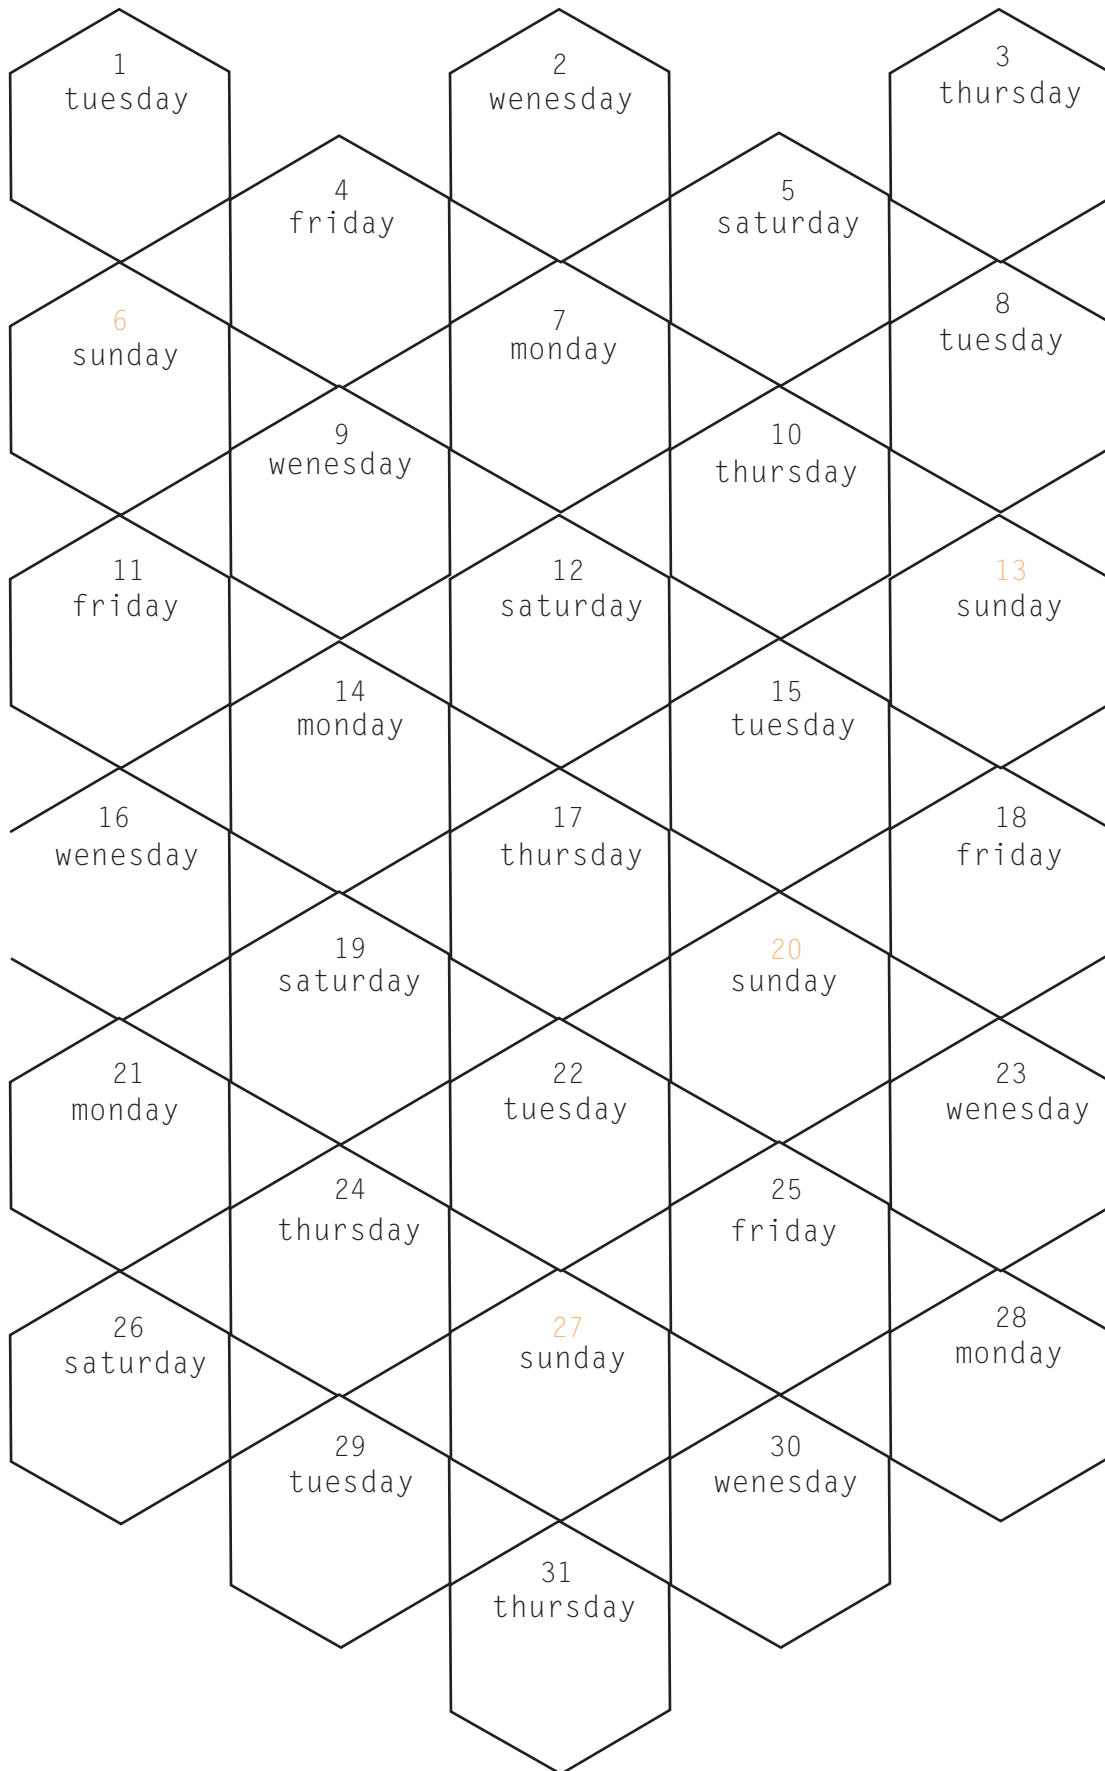 1
tuesday
2
wenesday
3
thursday
4
friday
5
saturday
6
sunday
7
monday
8
tuesday
9
wenesday
10
thursday
11
friday
12
saturday
13
sunday
14
monday
15
tuesday
16
wenesday
17
thursday
18
friday
19
saturday
20
sunday
21
monday
22
tuesday
23
wenesday
24
thursday
25
friday
26
saturday
27
sunday
28
monday
29
tuesday
30
wenesday
31
thursday